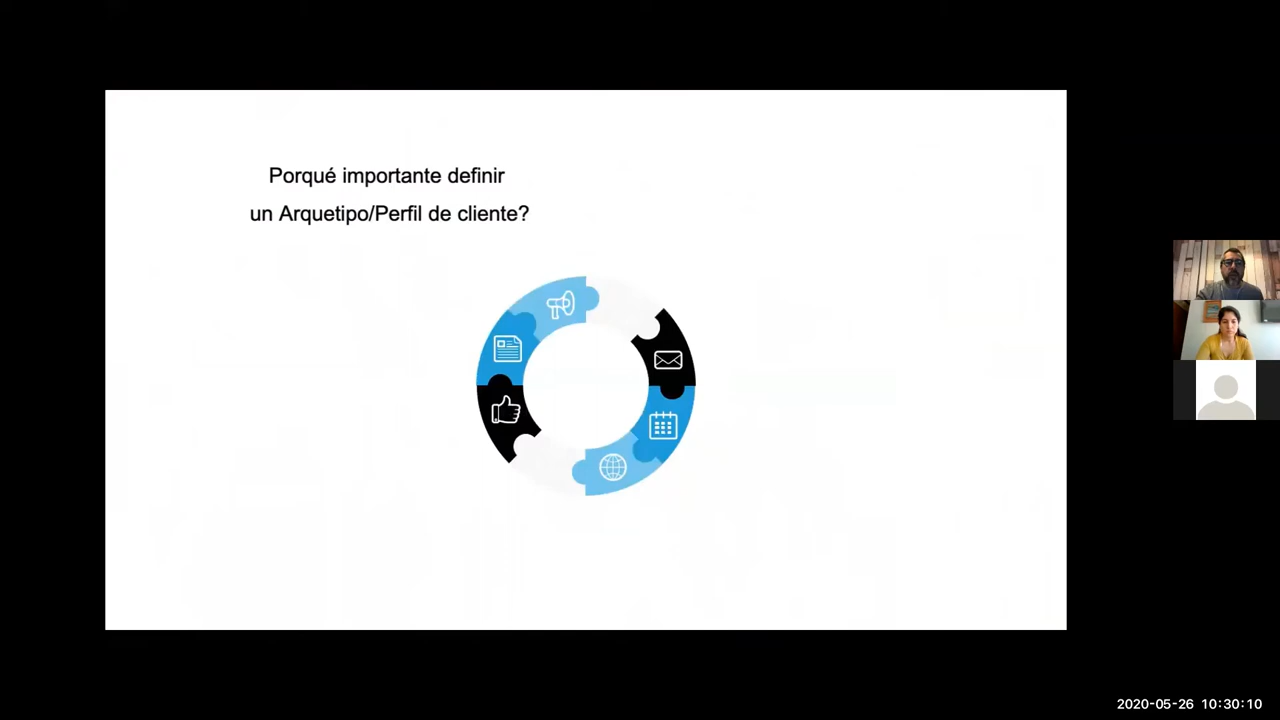 Porqué importante definir
un Arquetipo/Perfil de cliente?
2020-05-26 10:30:10